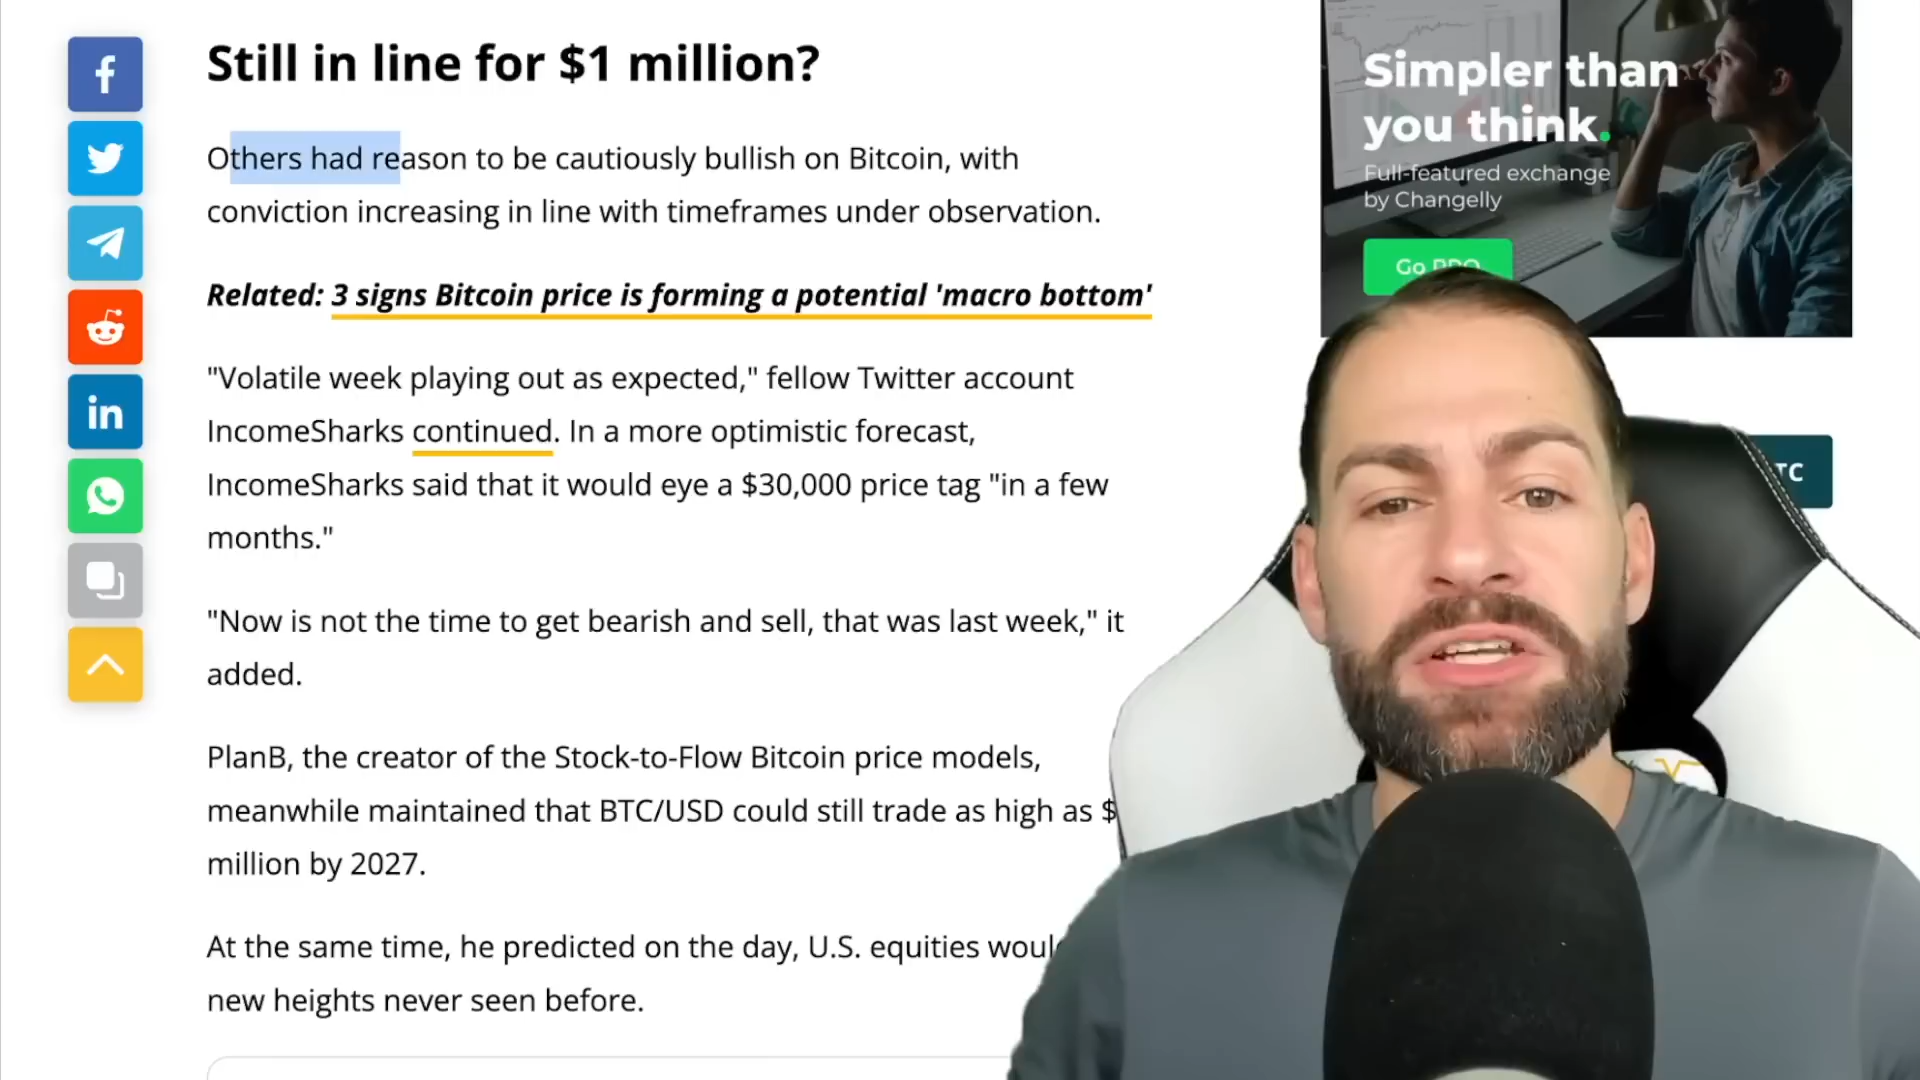 Still in line for $1 million?
Others had reason to be cautiously bullish on Bitcoin, with
conviction increasing in line with timeframes under observation.
Related: 3 signs Bitcoin price is forming a potential 'macro bottom'
"Volatile week playing out as expected," fellow Twitter account
IncomeSharks continued. In a more optimistic forecast,
IncomeSharks said that it would eye a $30,000 price tag "in a few
months."
"Now is not the time to get bearish and sell, that was last week," it
added.
PlanB, the creator of the Stock-to-Flow Bitcoin price models,
meanwhile maintained that BTC/USD could still trade as high as $
million by 2027.
At the same time, he predicted on the day, U.S. equities would
new heights never seen before.
Simpler than
you think.
Full-featured exchange
by Changelly
Go PRO
TC